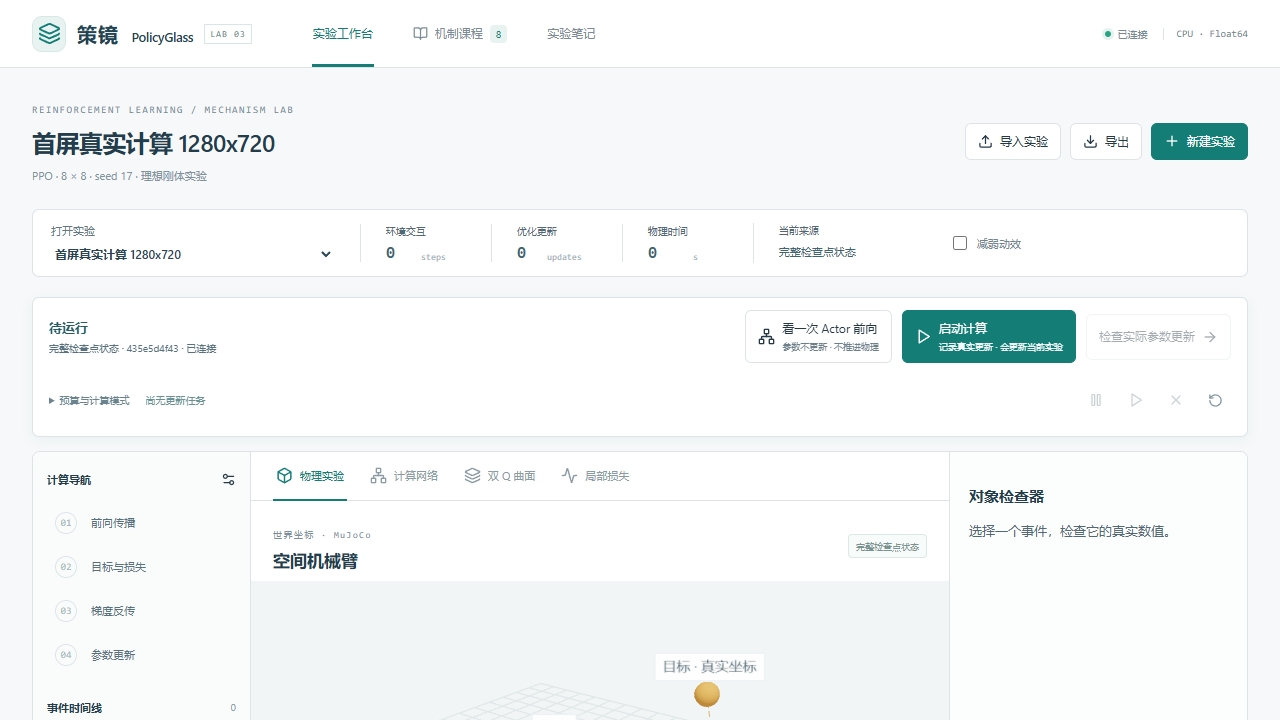 策镜 PolicyGlass LAB 03
实验工作台
机制课程 8
实验笔记
已连接
CPU · Float64
REINFORCEMENT LEARNING / MECHANISM LAB
首屏真实计算 1280x720
PPO · 8 × 8 · seed 17 · 理想刚体实验
导入实验
导出
新建实验
打开实验
首屏真实计算 1280x720
环境交互
0 steps
优化更新
0 updates
物理时间
0 s
当前来源
完整检查点状态
减弱动效
待运行
完整检查点状态 · 435e5d4f43 · 已连接
看一次 Actor 前向
参数不更新 · 不推进物理
启动计算
记录真实更新 · 会更新当前实验
检查实际参数更新
预算与计算模式
尚无更新任务
计算导航
01 前向传播
02 目标与损失
03 梯度反传
04 参数更新
事件时间线 0
物理实验
计算网络
双 Q 曲面
局部损失
世界坐标 · MuJoCo
空间机械臂
完整检查点状态
目标 · 真实坐标
对象检查器
选择一个事件，检查它的真实数值。